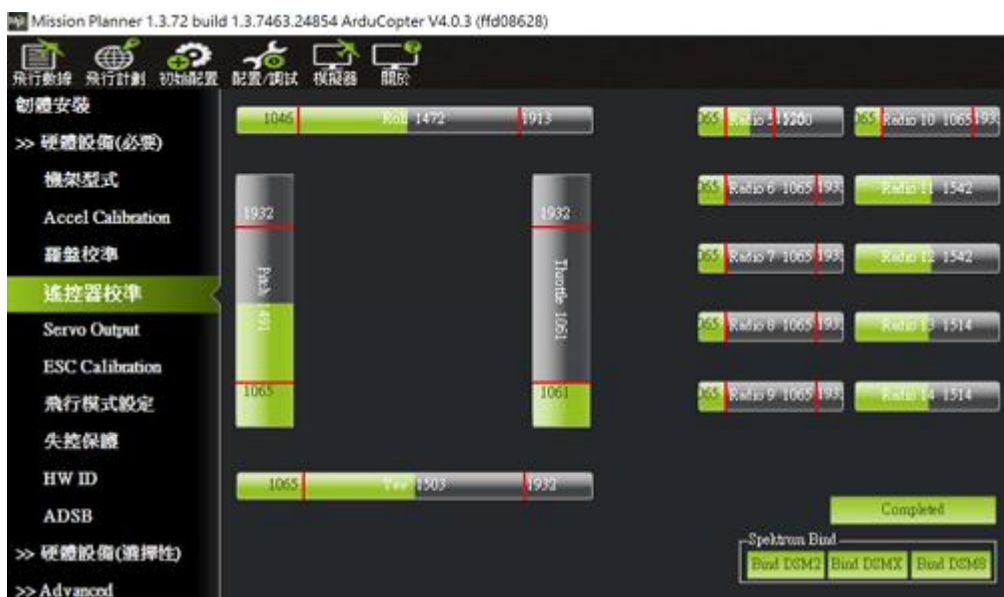 Mission Planner 1.3.72 build 1.3.7463.24854 ArduCopter V4.0.3 (ffd08628)
飛行數據 飛行計劃 初始配置 配置/调试 模擬器 關於
韌體安裝
>> 硬體設備(必要)
機架型式
Accel Calibration
羅盤校準
遙控器校準
Servo Output
ESC Calibration
飛行模式設定
失控保護
HW ID
ADSB
>> 硬體設備(選擇性)
>> Advanced
1046 Roll 1472 1913
1932
Pitch 1491
1065
1932
Throttle 1061
1061
1065 Yaw 1503 1932
Radio 5
Radio 6 1065
Radio 7 1065
Radio 8 1065
Radio 9 1065
Radio 10 1065
Radio 11 1542
Radio 12 1542
Radio 13 1514
Radio 14 1514
Completed
Spektrum Bind
Bind DSM2 Bind DSMX Bind DSM8